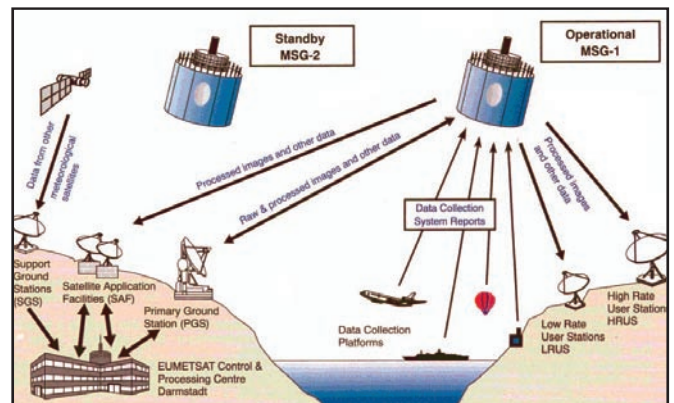 Standby
MSG-2
Operational
MSG-1
Data from other
meteorological
satellites
Processed images and other data
Raw & processed images and other data
Processed images
and other data
Data Collection
System Reports
Support
Ground
Stations (SGS)
Satellite Application
Facilities (SAF)
Primary Ground
Station (PGS)
Data Collection
Platforms
Low Rate
User Stations
LRUS
High Rate
User Station
HRUS
EUMETSAT Control &
Processing Centre
Darmstadt